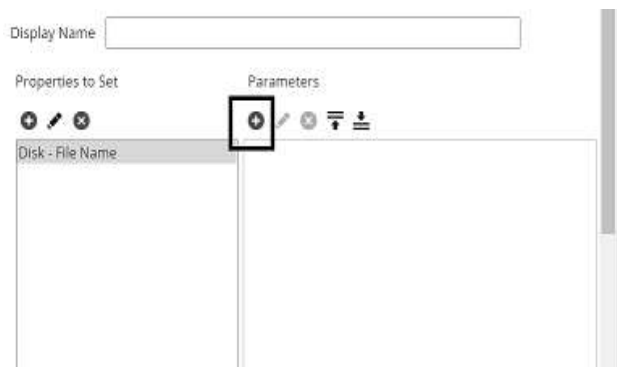 Display Name
Properties to Set
Parameters
Disk - File Name